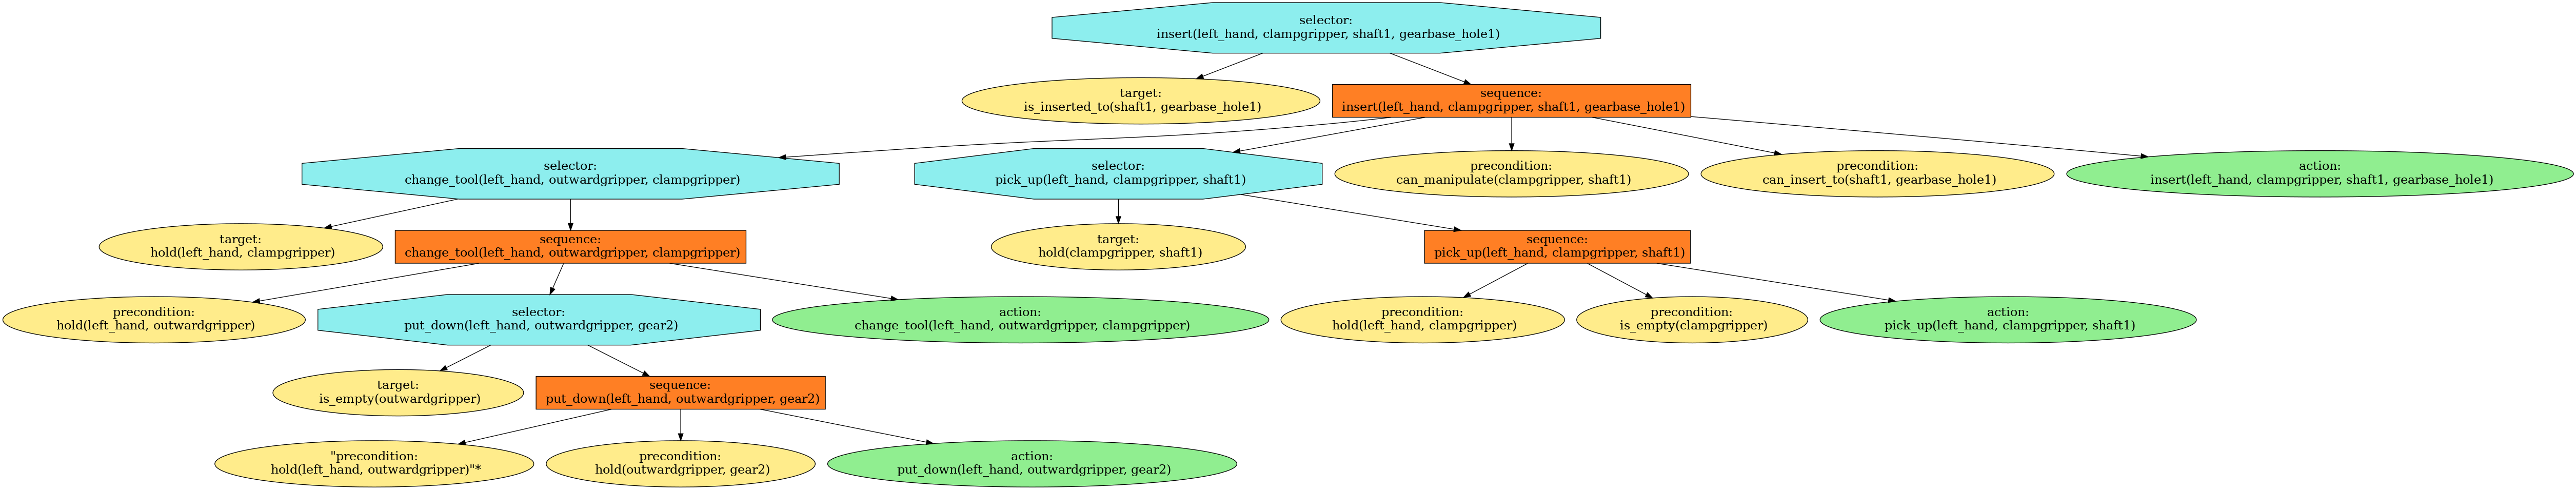 selector:
insert(left_hand, clampgripper, shaft1, gearbase_hole1)
target:
is_inserted_to(shaft1, gearbase_hole1)
sequence:
insert(left_hand, clampgripper, shaft1, gearbase_hole1)
selector:
change_tool(left_hand, outwardgripper, clampgripper)
selector:
pick_up(left_hand, clampgripper, shaft1)
precondition:
can_manipulate(clampgripper, shaft1)
precondition:
can_insert_to(shaft1, gearbase_hole1)
action:
insert(left_hand, clampgripper, shaft1, gearbase_hole1)
target:
hold(left_hand, clampgripper)
sequence:
change_tool(left_hand, outwardgripper, clampgripper)
target:
hold(clampgripper, shaft1)
sequence:
pick_up(left_hand, clampgripper, shaft1)
precondition:
hold(left_hand, outwardgripper)
selector:
put_down(left_hand, outwardgripper, gear2)
action:
change_tool(left_hand, outwardgripper, clampgripper)
precondition:
hold(left_hand, clampgripper)
precondition:
is_empty(clampgripper)
action:
pick_up(left_hand, clampgripper, shaft1)
target:
is_empty(outwardgripper)
sequence:
put_down(left_hand, outwardgripper, gear2)
"precondition:
hold(left_hand, outwardgripper)"*
precondition:
hold(outwardgripper, gear2)
action:
put_down(left_hand, outwardgripper, gear2)